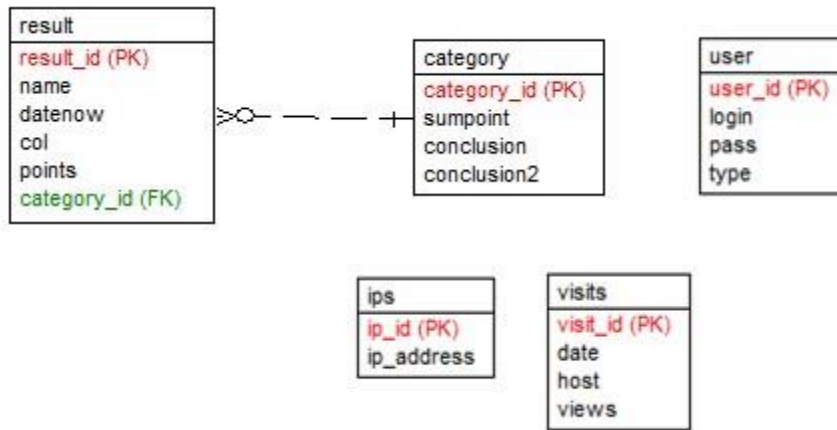 result
result_id (PK)
name
datenow
col
points
category_id (FK)
category
category_id (PK)
sumpoint
conclusion
conclusion2
user
user_id (PK)
login
pass
type
ips
ip_id (PK)
ip_address
visits
visit_id (PK)
date
host
views